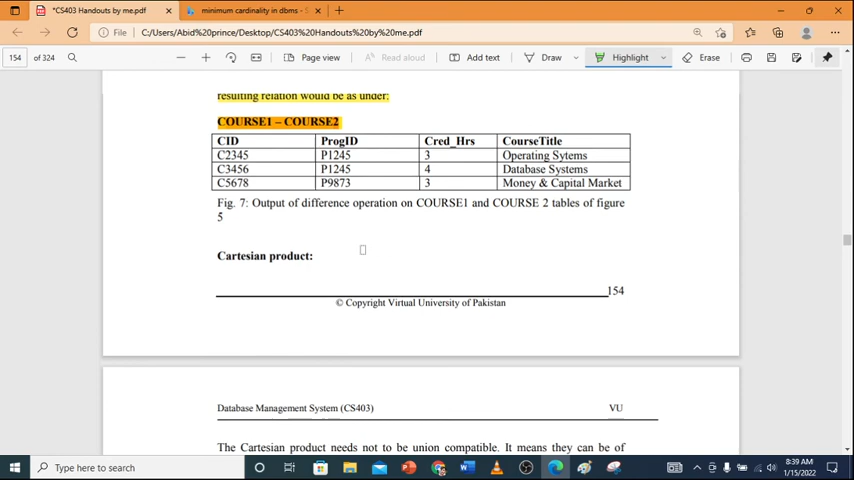 *CS403 Handouts by me.pdf
minimum cardinality in dbms - S
File
C:/Users/Abid%20prince/Desktop/CS403%20Handouts%20by%20me.pdf
154 of 324
Page view
Read aloud
Add text
Draw
Highlight
Erase
resulting relation would be as under:
COURSE1 – COURSE2
CID ProgID Cred_Hrs CourseTitle
C2345 P1245 3 Operating Sytems
C3456 P1245 4 Database Systems
C5678 P9873 3 Money & Capital Market
Fig. 7: Output of difference operation on COURSE1 and COURSE 2 tables of figure
5
Cartesian product:
154
© Copyright Virtual University of Pakistan
Database Management System (CS403) VU
The Cartesian product needs not to be union compatible. It means they can be of
Type here to search
8:39 AM
1/15/2022